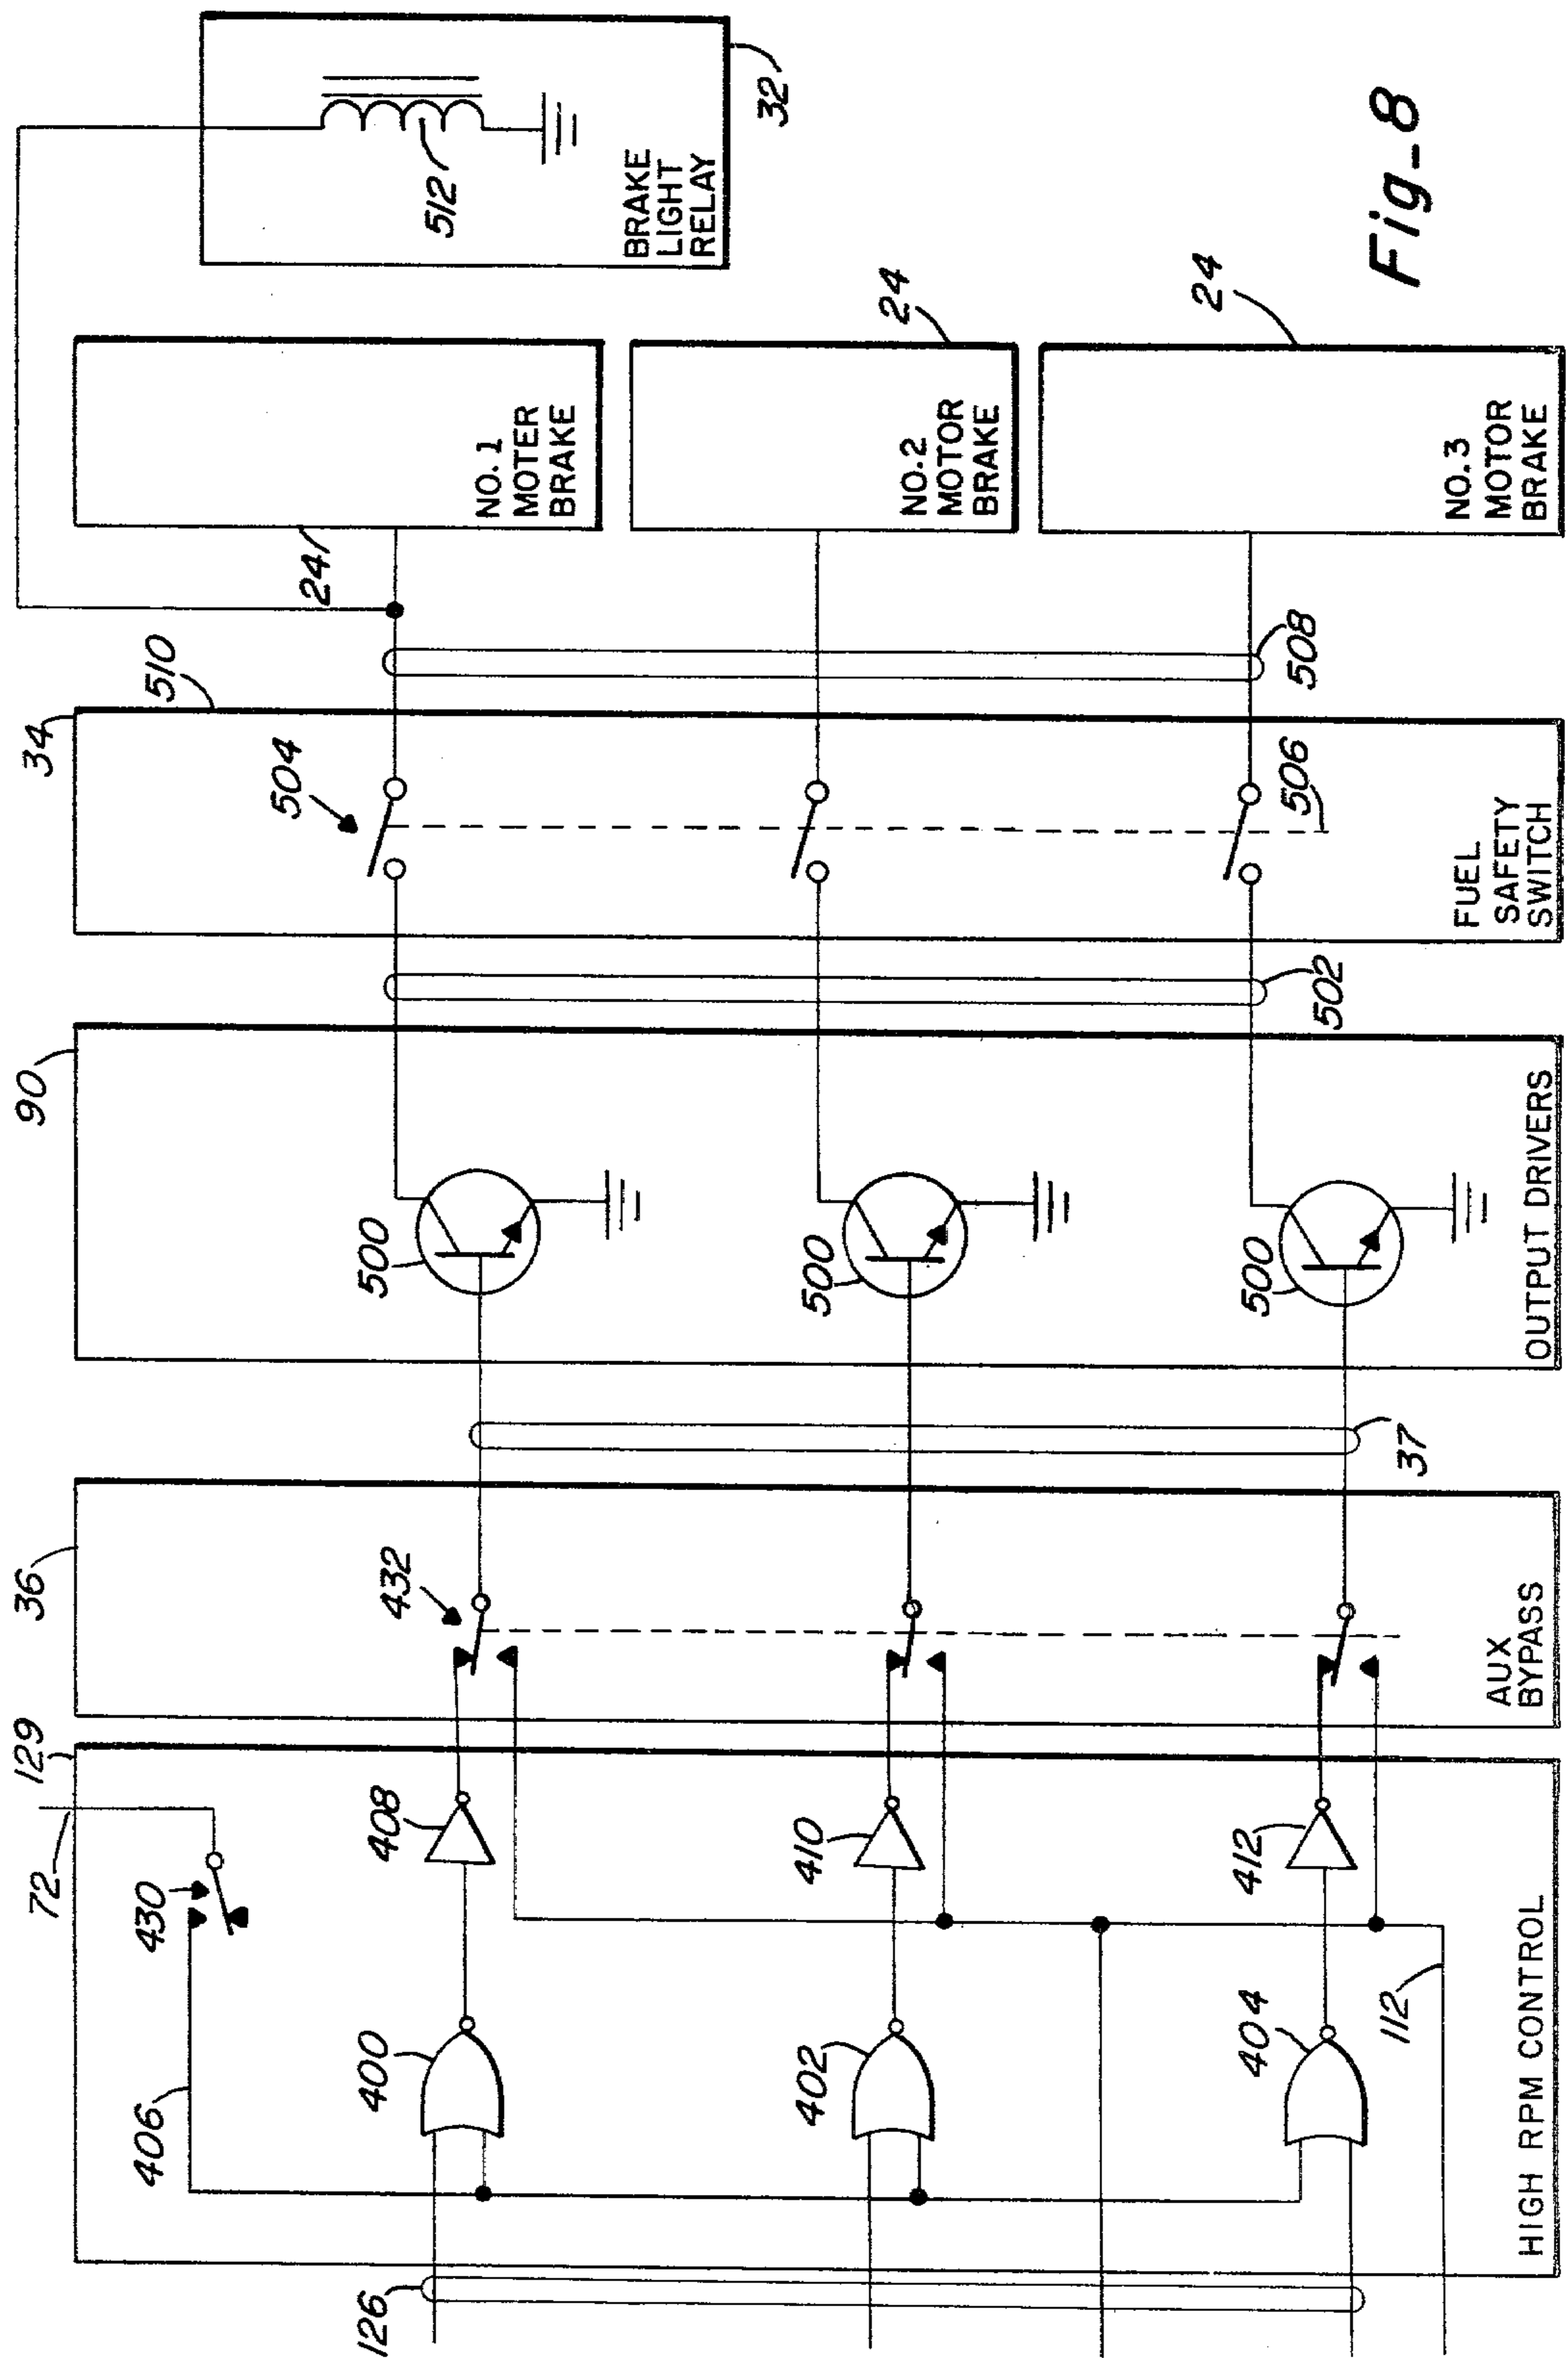 129
72
430
406
400
408
402
410
404
412
112
126
HIGH RPM CONTROL
36
432
AUX
BYPASS
37
90
500
500
500
OUTPUT DRIVERS
502
34
510
504
506
FUEL
SAFETY
SWITCH
508
24
NO. 1
MOTER
BRAKE
24
NO. 2
MOTOR
BRAKE
24
NO. 3
MOTOR
BRAKE
512
BRAKE
LIGHT
RELAY
32
Fig-8